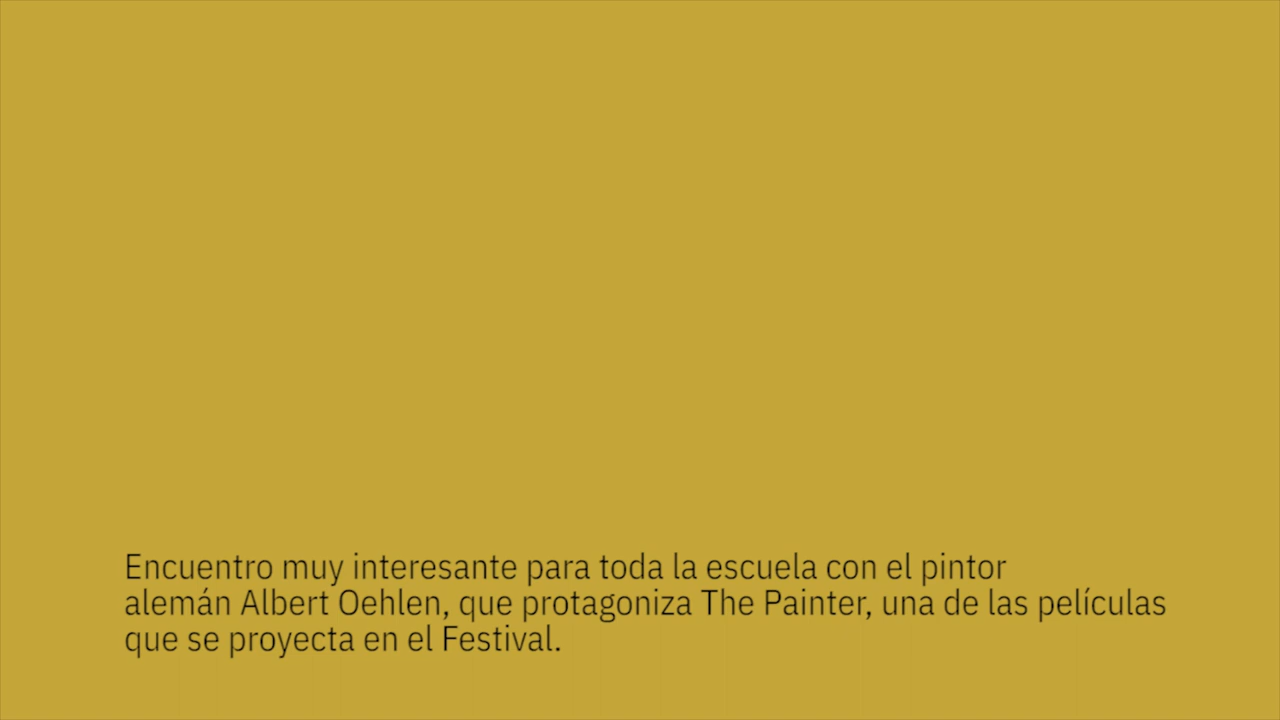 Encuentro muy interesante para toda la escuela con el pintor
alemán Albert Oehlen, que protagoniza The Painter, una de las películas
que se proyecta en el Festival.